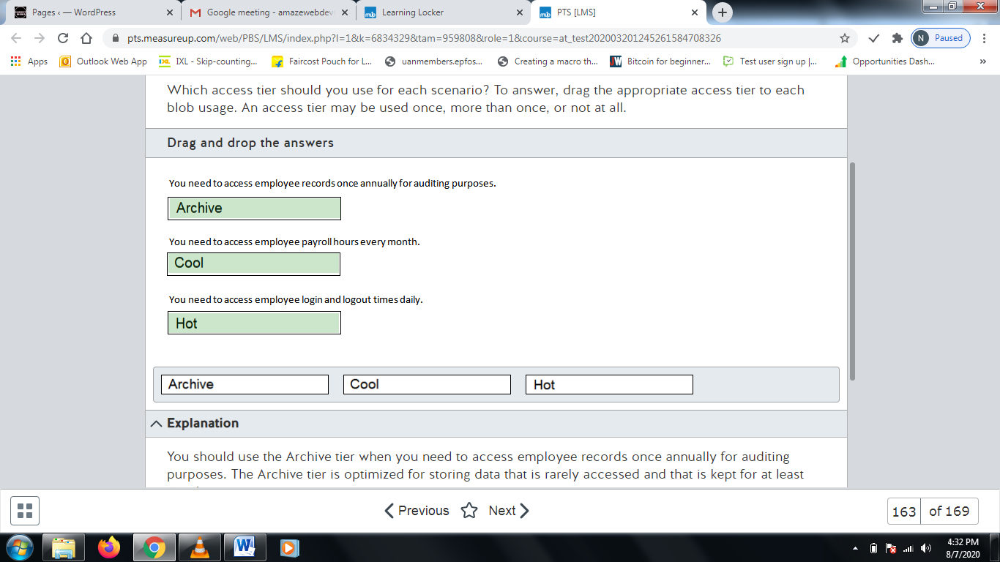 Pages ‹ — WordPress
Google meeting - amazewebdev
Learning Locker
PTS [LMS]
pts.measureup.com/web/PBS/LMS/index.php?l=1&k=6834329&tam=959808&role=1&course=at_test202003201245261584708326
N Paused
Apps
Outlook Web App
IXL - Skip-counting...
Faircost Pouch for L...
uanmembers.epfos...
Creating a macro th...
Bitcoin for beginner...
Test user sign up |...
Opportunities Dash...
»
Which access tier should you use for each scenario? To answer, drag the appropriate access tier to each
blob usage. An access tier may be used once, more than once, or not at all.
Drag and drop the answers
You need to access employee records once annually for auditing purposes.
Archive
You need to access employee payroll hours every month.
Cool
You need to access employee login and logout times daily.
Hot
Archive Cool Hot
Explanation
You should use the Archive tier when you need to access employee records once annually for auditing
purposes. The Archive tier is optimized for storing data that is rarely accessed and that is kept for at least
Previous Next
163 of 169
4:32 PM
8/7/2020